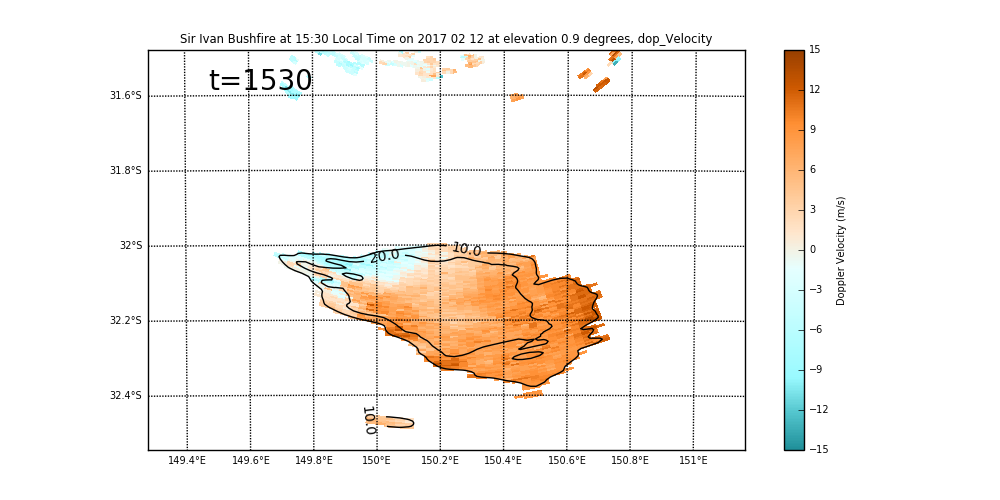 Sir Ivan Bushfire at 15:30 Local Time on 2017 02 12 at elevation 0.9 degrees, dop_Velocity
t=1530
31.6°S
31.8°S
32°S
32.2°S
32.4°S
10.0
20.0
10.0
149.4°E 149.6°E 149.8°E 150°E 150.2°E 150.4°E 150.6°E 150.8°E 151°E
15
12
9
6
3
0
−3
−6
−9
−12
−15
Doppler Velocity (m/s)